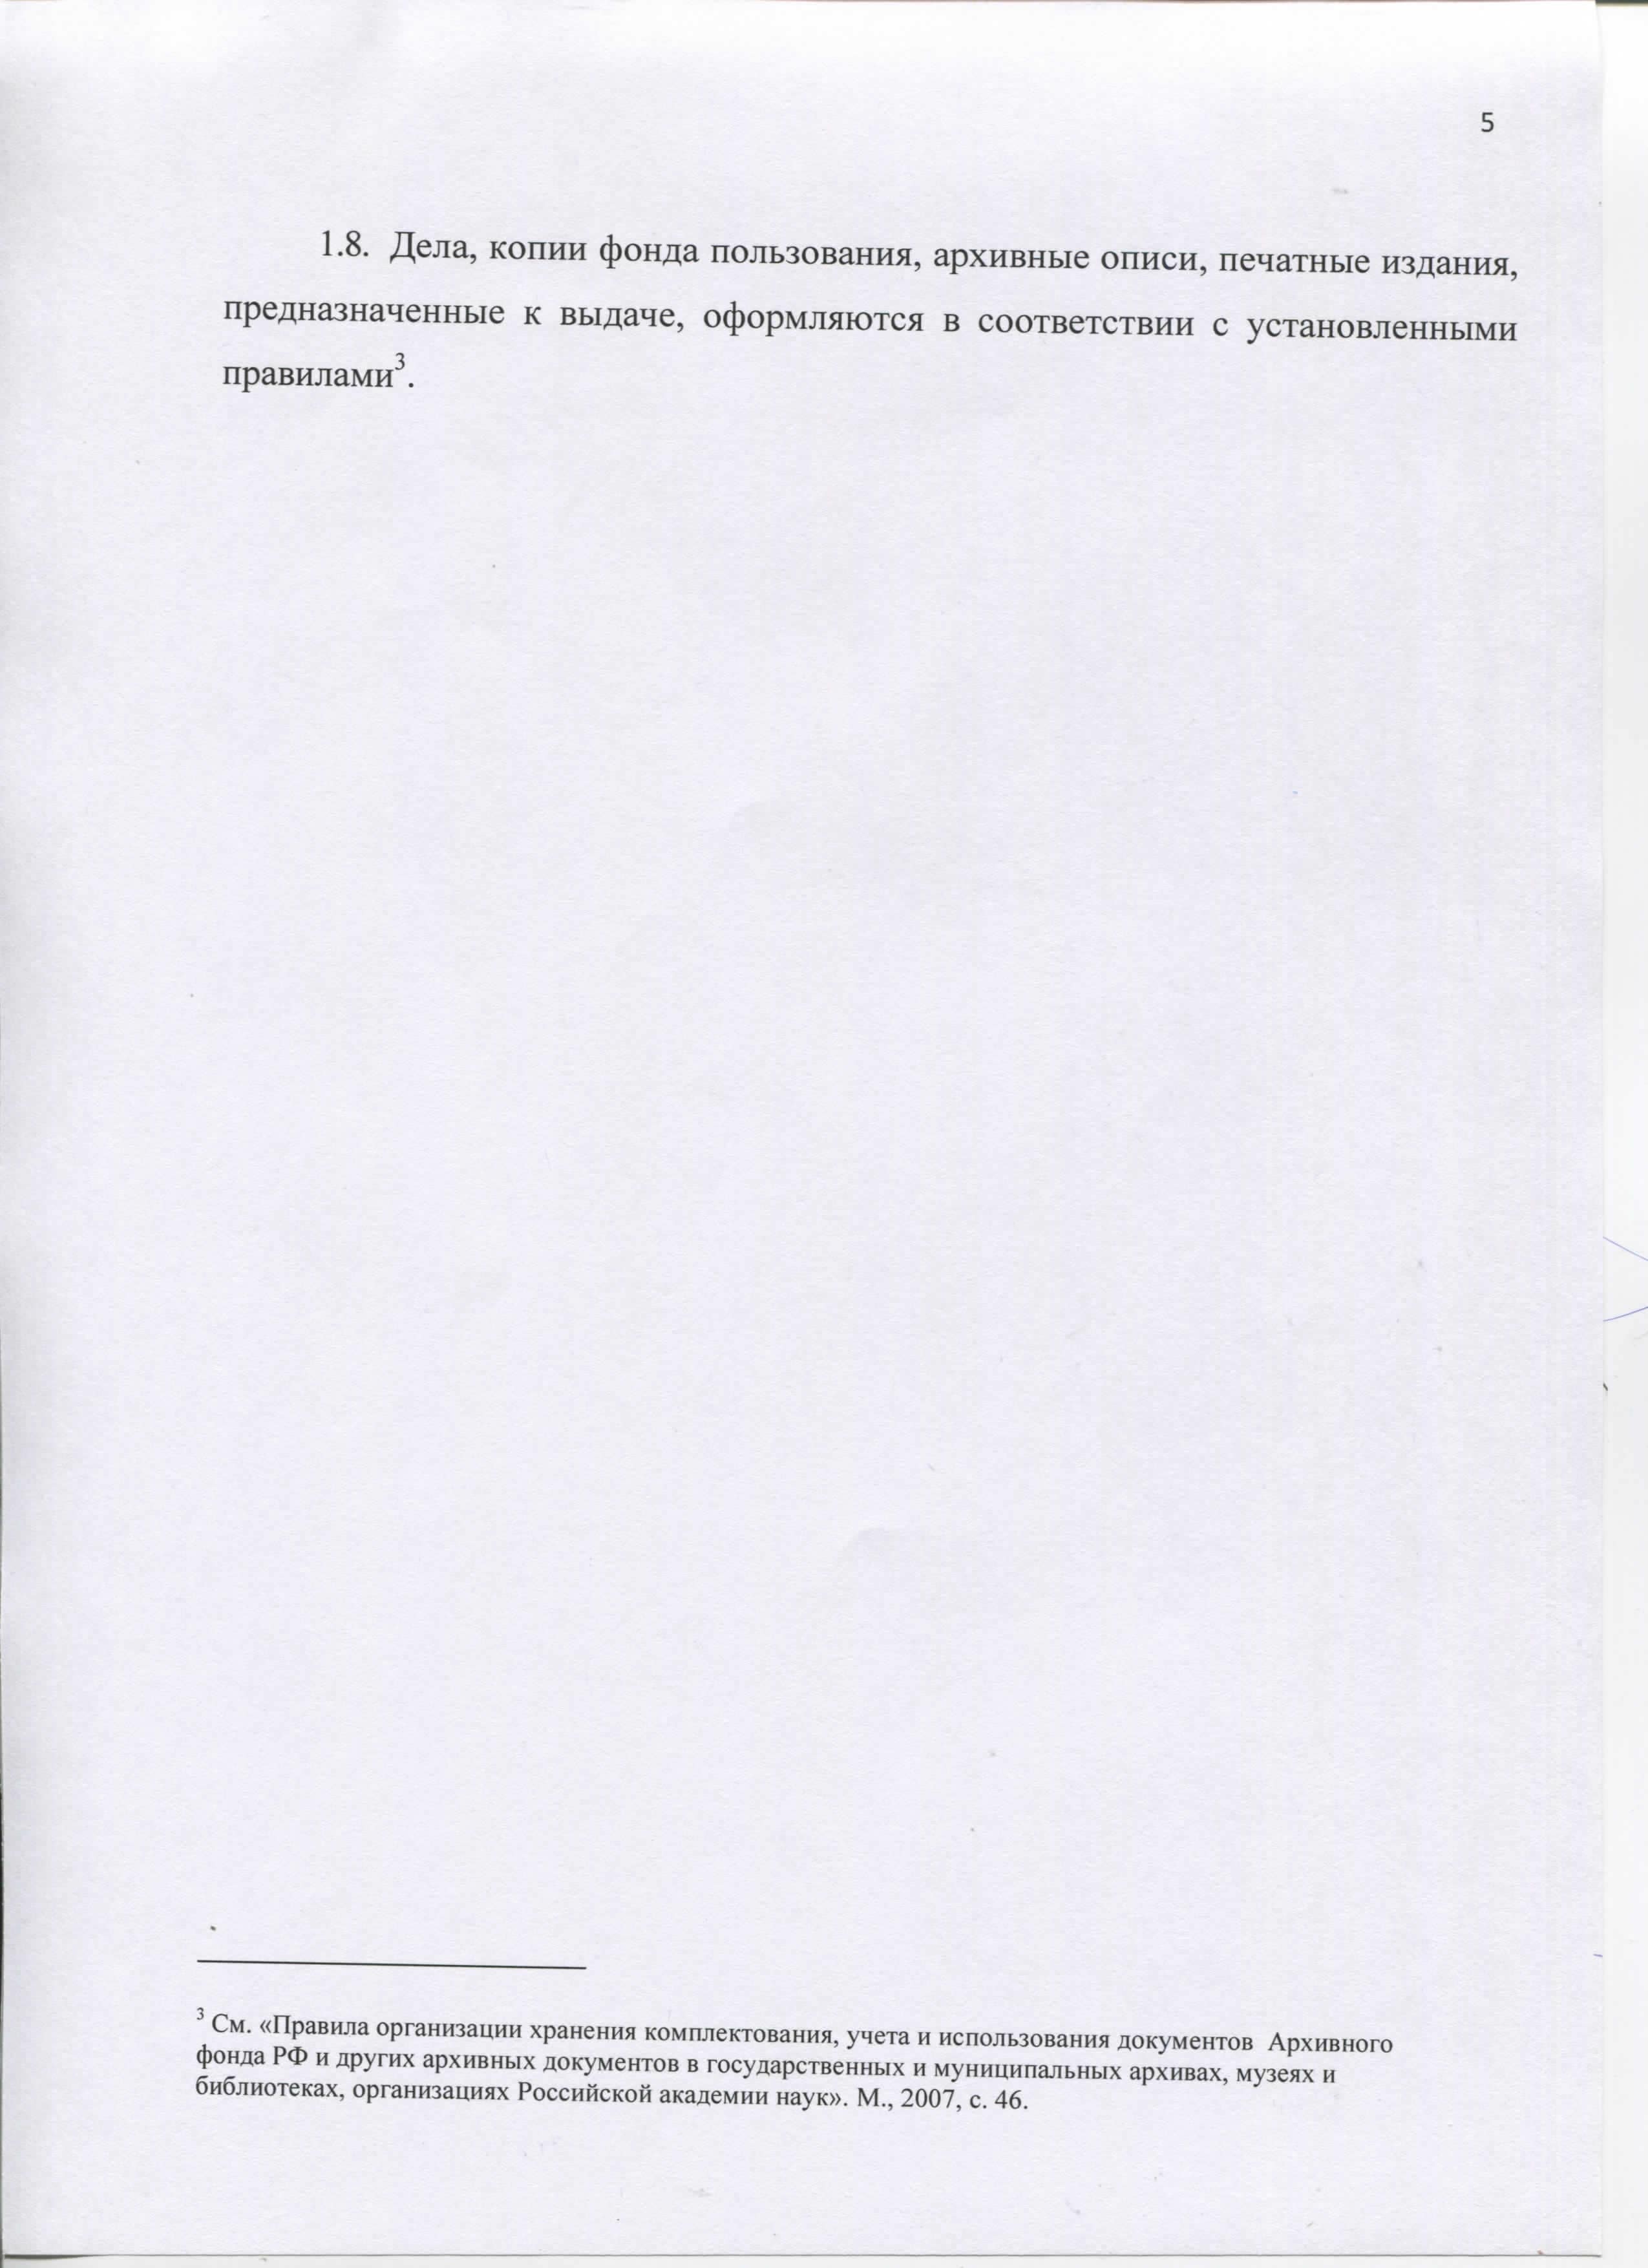 5
1.8. Дела, копии фонда пользования, архивные описи, печатные издания,
предназначенные к выдаче, оформляются в соответствии с установленными
правилами³.
³ См. «Правила организации хранения комплектования, учета и использования документов Архивного
фонда РФ и других архивных документов в государственных и муниципальных архивах, музеях и
библиотеках, организациях Российской академии наук». М., 2007, с. 46.